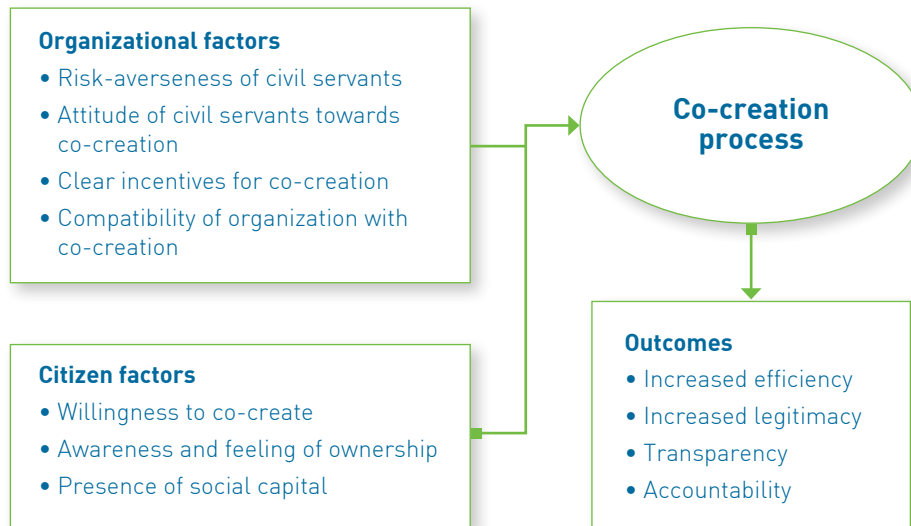 Organizational factors
• Risk-averseness of civil servants
• Attitude of civil servants towards
co-creation
• Clear incentives for co-creation
• Compatibility of organization with
co-creation
Co-creation
process
Citizen factors
• Willingness to co-create
• Awareness and feeling of ownership
• Presence of social capital
Outcomes
• Increased efficiency
• Increased legitimacy
• Transparency
• Accountability